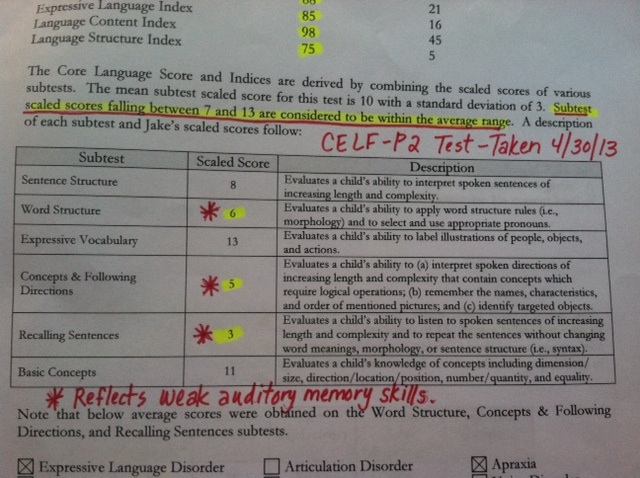 Expressive Language Index 85 21
Language Content Index 98 16
Language Structure Index 75 45
5
The Core Language Score and Indices are derived by combining the scaled scores of various
subtests. The mean subtest scaled score for this test is 10 with a standard deviation of 3. Subtest
scaled scores falling between 7 and 13 are considered to be within the average range. A description
of each subtest and Jake's scaled scores follow:
CELF-P2 Test-Taken 4/30/13
Subtest Scaled Score Description
Sentence Structure 8 Evaluates a child's ability to interpret spoken sentences of
increasing length and complexity.
Word Structure * 6 Evaluates a child's ability to apply word structure rules (i.e.,
morphology) and to select and use appropriate pronouns.
Expressive Vocabulary 13 Evaluates a child's ability to label illustrations of people, objects,
and actions.
Concepts & Following
Directions * 5 Evaluates a child's ability to (a) interpret spoken directions of
increasing length and complexity that contain concepts which
require logical operations; (b) remember the names, characteristics,
and order of mentioned pictures; and (c) identify targeted objects.
Recalling Sentences * 3 Evaluates a child's ability to listen to spoken sentences of increasing
length and complexity and to repeat the sentences without changing
word meanings, morphology, or sentence structure (i.e., syntax).
Basic Concepts 11 Evaluates a child's knowledge of concepts including dimension/
size, direction/location/position, number/quantity, and equality.
* Reflects weak auditory memory skills.
Note that below average scores were obtained on the Word Structure, Concepts & Following
Directions, and Recalling Sentences subtests.
☒ Expressive Language Disorder ☐ Articulation Disorder ☒ Apraxia